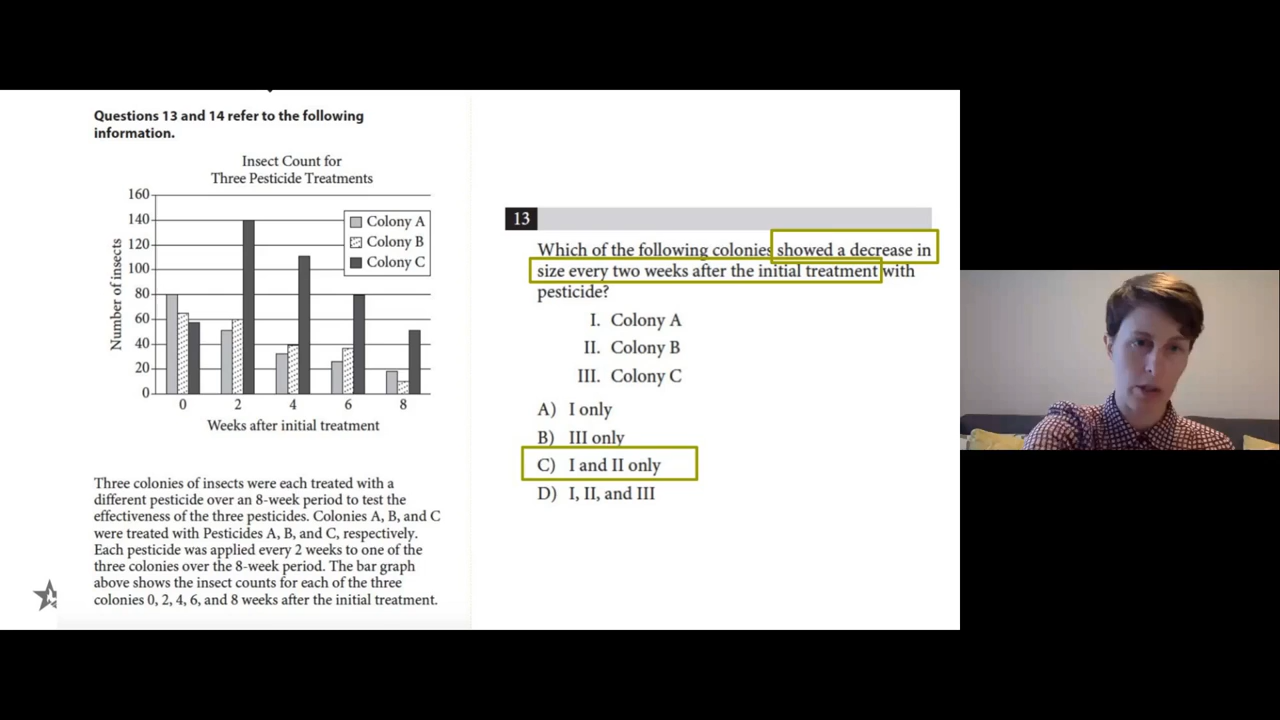 Questions 13 and 14 refer to the following
information.
Insect Count for
Three Pesticide Treatments
160
140
120
100
80
60
40
20
0
Number of insects
Colony A
Colony B
Colony C
0 2 4 6 8
Weeks after initial treatment
Three colonies of insects were each treated with a
different pesticide over an 8-week period to test the
effectiveness of the three pesticides. Colonies A, B, and C
were treated with Pesticides A, B, and C, respectively.
Each pesticide was applied every 2 weeks to one of the
three colonies over the 8-week period. The bar graph
above shows the insect counts for each of the three
colonies 0, 2, 4, 6, and 8 weeks after the initial treatment.
13
Which of the following colonies showed a decrease in
size every two weeks after the initial treatment with
pesticide?
I. Colony A
II. Colony B
III. Colony C
A) I only
B) III only
C) I and II only
D) I, II, and III